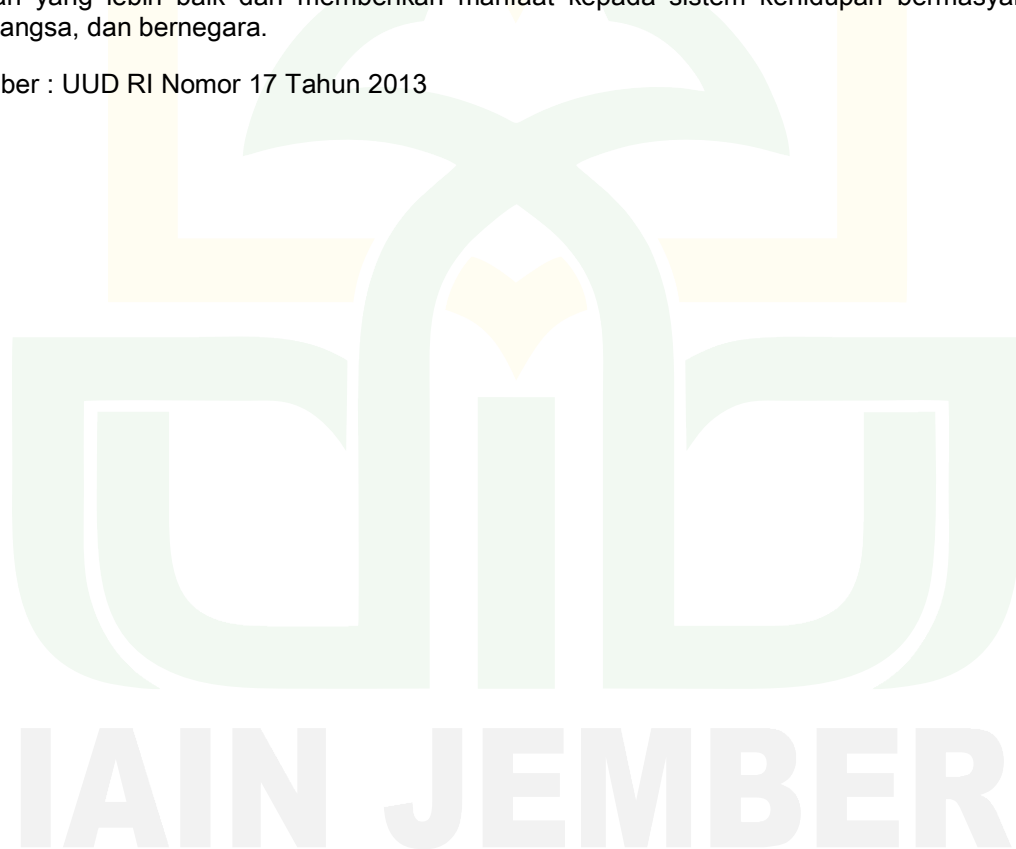 an yang lebih baik dan memberikan manfaat kepada sistem kehidupan bermasya
angsa, dan bernegara.
ber : UUD RI Nomor 17 Tahun 2013
IAIN JEMBER